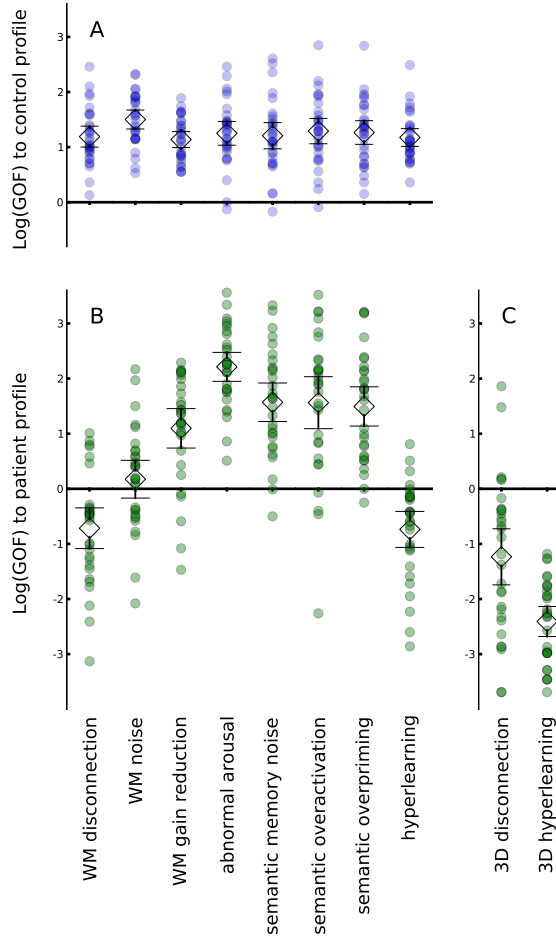 Log(GOF) to control profile
A
3
2
1
0
Log(GOF) to patient profile
B
3
2
1
0
-1
-2
-3
C
3
2
1
0
-1
-2
-3
WM disconnection
WM noise
WM gain reduction
abnormal arousal
semantic memory noise
semantic overactivation
semantic overpriming
hyperlearning
3D disconnection
3D hyperlearning